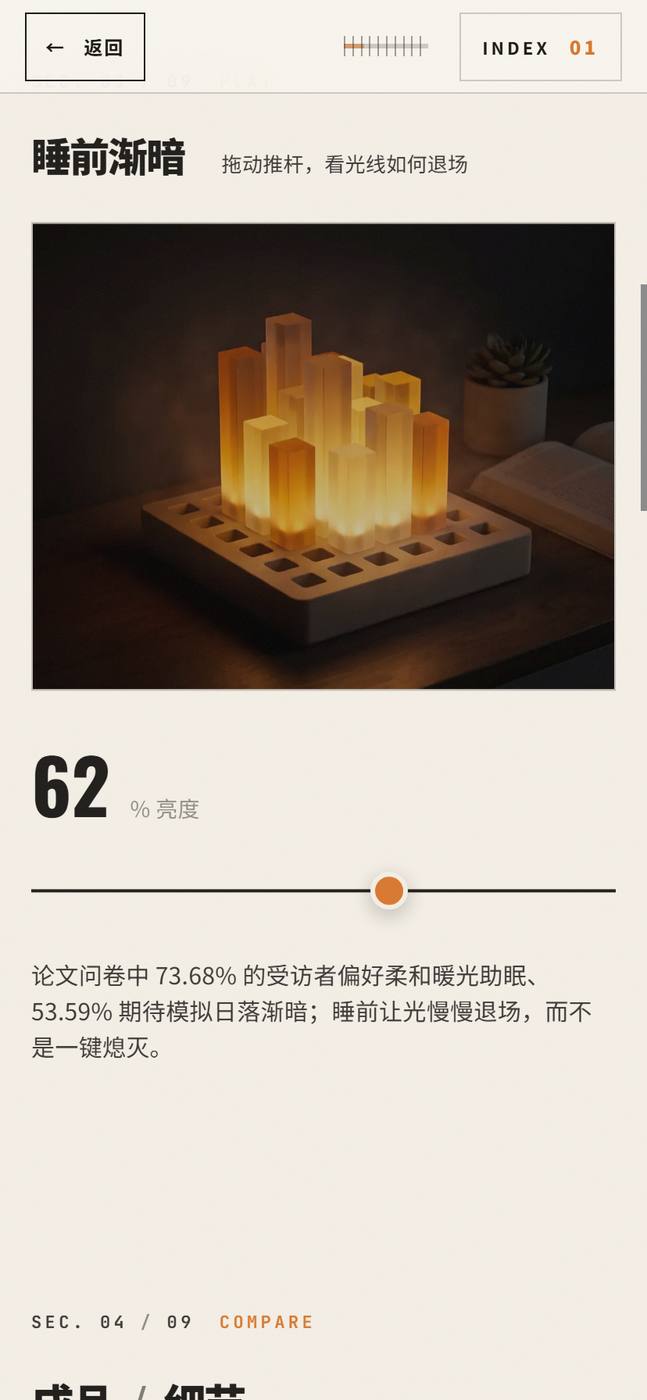 ← 返回
INDEX 01
睡前渐暗
拖动推杆，看光线如何退场
62
% 亮度
论文问卷中 73.68% 的受访者偏好柔和暖光助眠、
53.59% 期待模拟日落渐暗；睡前让光慢慢退场，而不
是一键熄灭。
SEC. 04 / 09 COMPARE